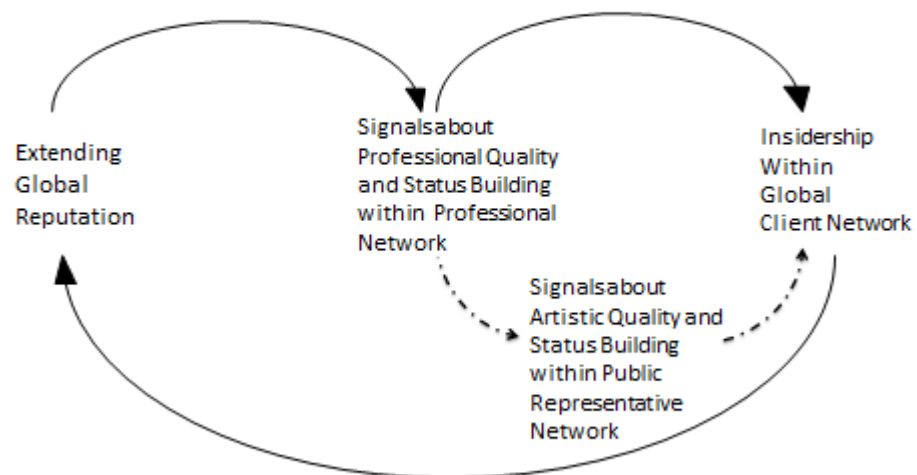 Extending
Global
Reputation
Signalsabout
Professional Quality
and Status Building
within Professional
Network
Insidership
Within
Global
Client Network
Signalsabout
Artistic Quality and
Status Building
within Public
Representative
Network